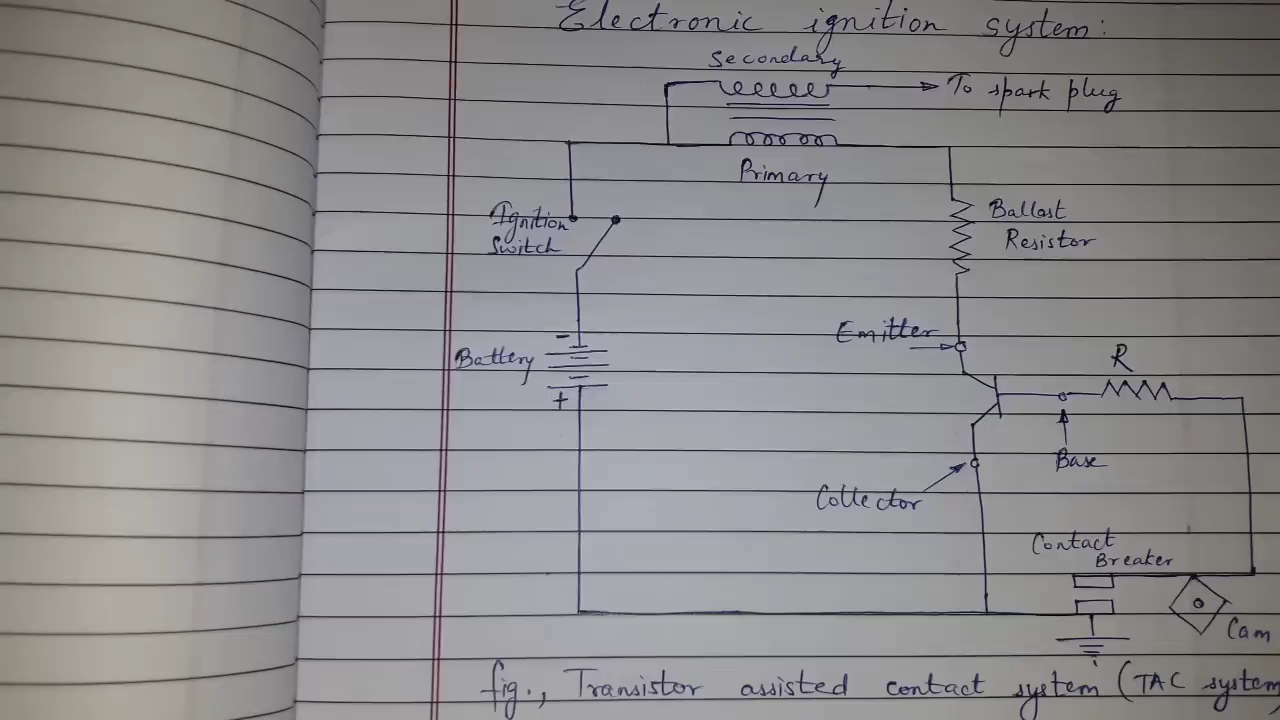 Electronic ignition system:
Secondary
To spark plug
Primary
Ignition
Switch
Ballast
Resistor
Emitter
-
Battery
+
R
Base
Collector
Contact
Breaker
Cam
fig., Transistor assisted contact system (TAC system)